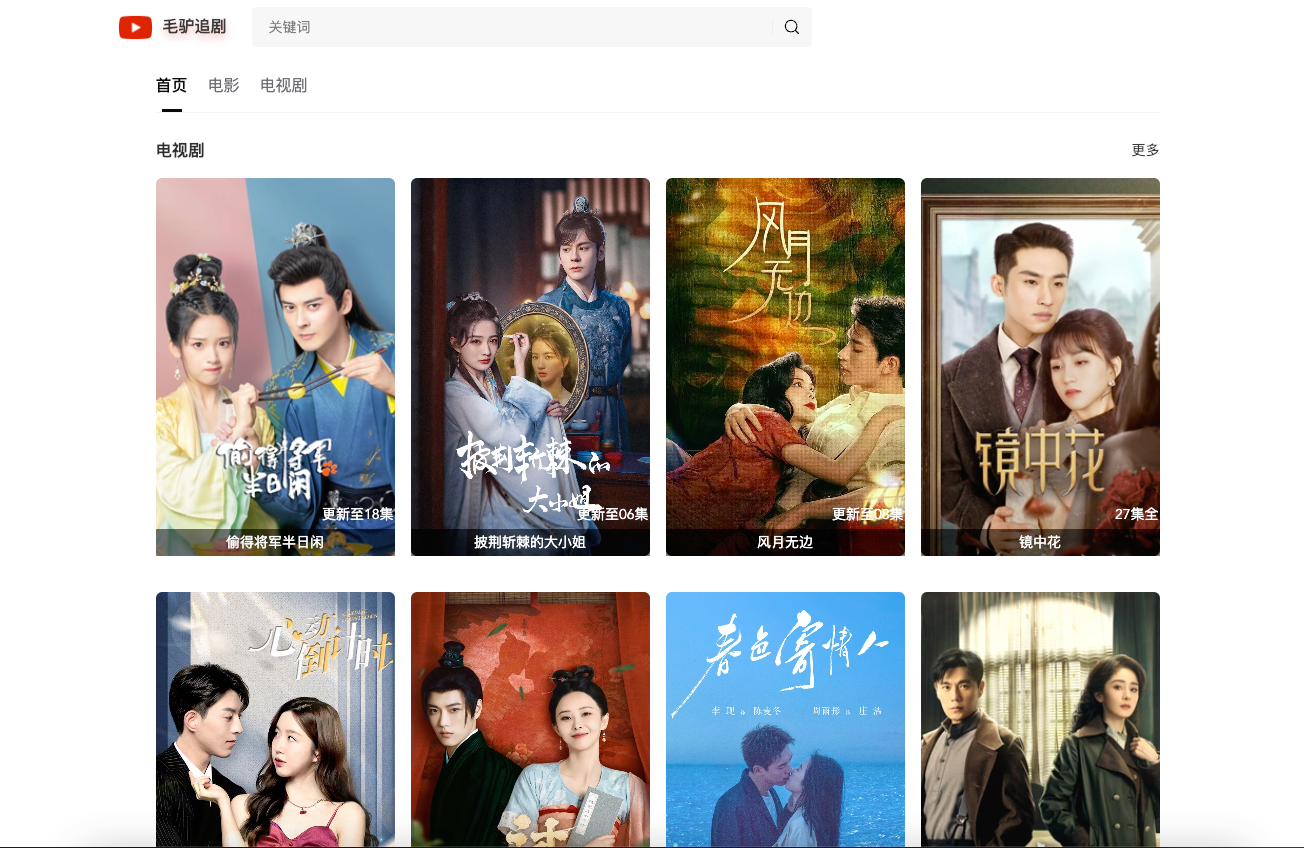 毛驴追剧
关键词
首页 电影 电视剧
电视剧 更多
偷得将军
半日闲
更新至18集
偷得将军半日闲
披荆斩棘的
大小姐
更新至06集
披荆斩棘的大小姐
风月
无边
更新至08集
风月无边
镜中花
27集全
镜中花
心动
倒计时
春色寄情人
李现 陈麦冬 周雨彤 庄洁